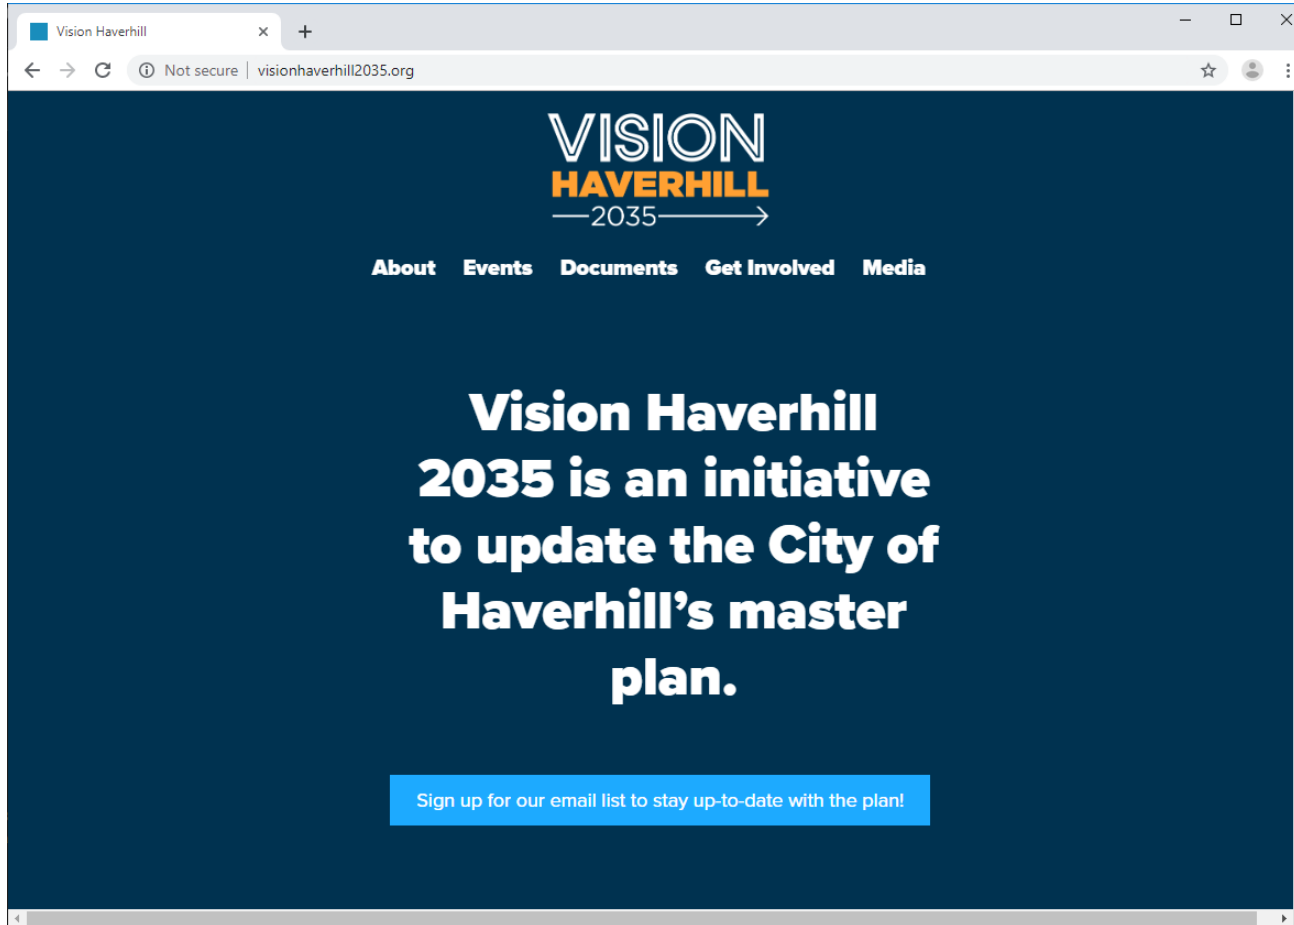 Vision Haverhill
Not secure visionhaverhill2035.org
VISION
HAVERHILL
2035
About Events Documents Get Involved Media
Vision Haverhill
2035 is an initiative
to update the City of
Haverhill’s master
plan.
Sign up for our email list to stay up-to-date with the plan!